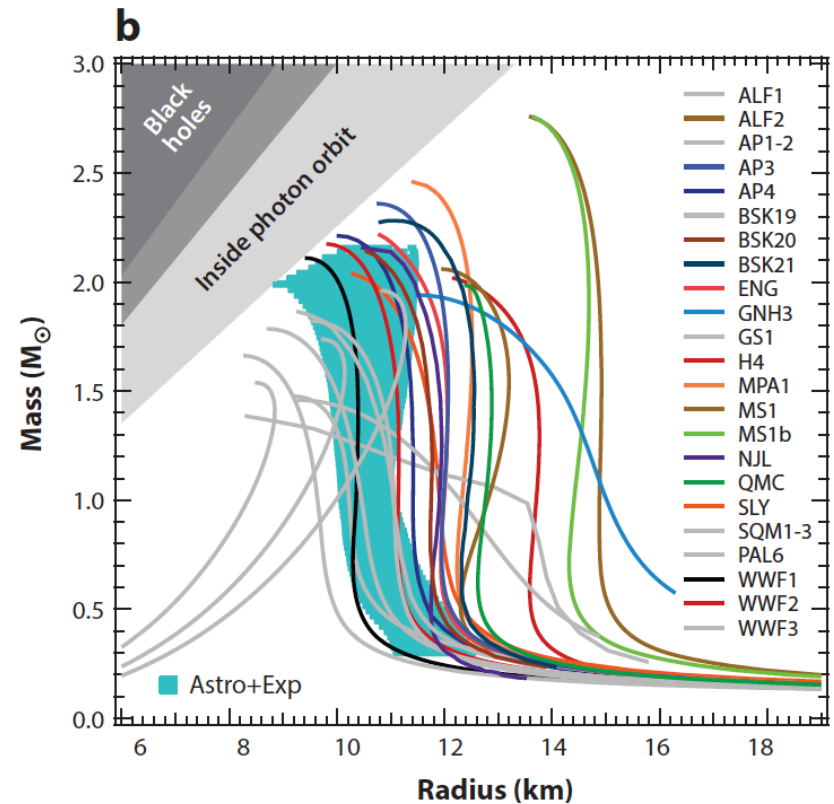 b
3.0
2.5
2.0
1.5
1.0
0.5
0.0
Mass (M☉)
Black
holes
Inside photon orbit
ALF1
ALF2
AP1-2
AP3
AP4
BSK19
BSK20
BSK21
ENG
GNH3
GS1
H4
MPA1
MS1
MS1b
NJL
QMC
SLY
SQM1-3
PAL6
WWF1
WWF2
WWF3
Astro+Exp
6 8 10 12 14 16 18
Radius (km)